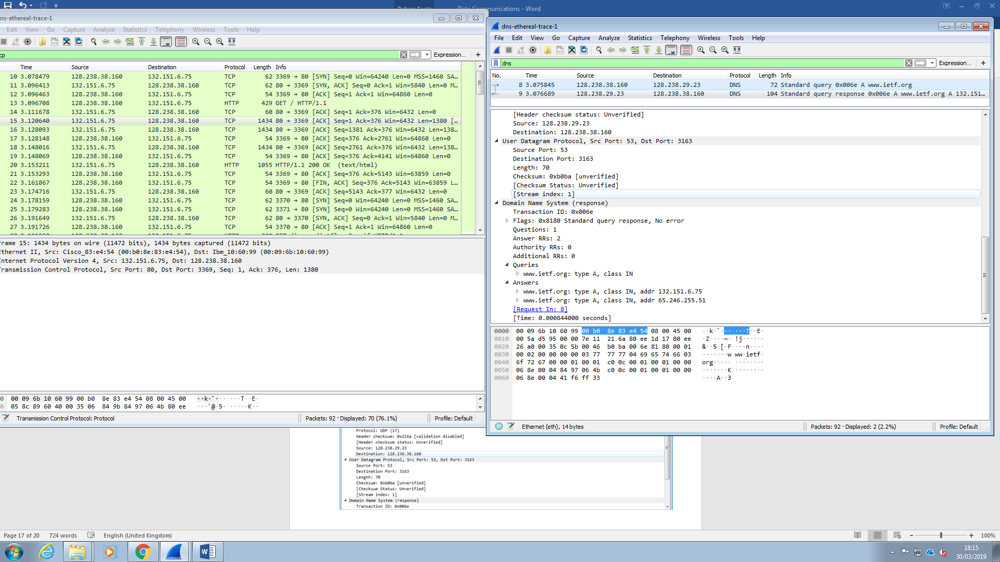 Data Communications - Word
ns-ethereal-trace-1
Edit View Go Capture Analyze Statistics Telephony Wireless Tools Help
cp
Expression… +
Time Source Destination Protocol Length Info
10 3.078479 128.238.38.160 132.151.6.75 TCP 62 3369 → 80 [SYN] Seq=0 Win=64240 Len=0 MSS=1460 SA…
11 3.096413 132.151.6.75 128.238.38.160 TCP 62 80 → 3369 [SYN, ACK] Seq=0 Ack=1 Win=5840 Len=0 M…
12 3.096463 128.238.38.160 132.151.6.75 TCP 54 3369 → 80 [ACK] Seq=1 Ack=1 Win=64860 Len=0
13 3.096708 128.238.38.160 132.151.6.75 HTTP 429 GET / HTTP/1.1
14 3.111678 132.151.6.75 128.238.38.160 TCP 60 80 → 3369 [ACK] Seq=1 Ack=376 Win=6432 Len=0
15 3.120640 132.151.6.75 128.238.38.160 TCP 1434 80 → 3369 [ACK] Seq=1 Ack=376 Win=6432 Len=1380 […
16 3.128093 132.151.6.75 128.238.38.160 TCP 1434 80 → 3369 [ACK] Seq=1381 Ack=376 Win=6432 Len=138…
17 3.128148 128.238.38.160 132.151.6.75 TCP 54 3369 → 80 [ACK] Seq=376 Ack=2761 Win=64860 Len=0
18 3.148016 132.151.6.75 128.238.38.160 TCP 1434 80 → 3369 [ACK] Seq=2761 Ack=376 Win=6432 Len=138…
19 3.148069 128.238.38.160 132.151.6.75 TCP 54 3369 → 80 [ACK] Seq=376 Ack=4141 Win=64860 Len=0
20 3.153211 132.151.6.75 128.238.38.160 HTTP 1055 HTTP/1.1 200 OK (text/html)
21 3.153293 128.238.38.160 132.151.6.75 TCP 54 3369 → 80 [ACK] Seq=376 Ack=5143 Win=63859 Len=0
22 3.161867 128.238.38.160 132.151.6.75 TCP 54 3369 → 80 [FIN, ACK] Seq=376 Ack=5143 Win=63859 L…
23 3.174716 132.151.6.75 128.238.38.160 TCP 60 80 → 3369 [ACK] Seq=5143 Ack=377 Win=6432 Len=0
24 3.178159 128.238.38.160 132.151.6.75 TCP 62 3370 → 80 [SYN] Seq=0 Win=64240 Len=0 MSS=1460 SA…
25 3.179283 128.238.38.160 132.151.6.75 TCP 62 3371 → 80 [SYN] Seq=0 Win=64240 Len=0 MSS=1460 SA…
26 3.191649 132.151.6.75 128.238.38.160 TCP 62 80 → 3370 [SYN, ACK] Seq=0 Ack=1 Win=5840 Len=0 M…
27 3.191726 128.238.38.160 132.151.6.75 TCP 54 3370 → 80 [ACK] Seq=1 Ack=1 Win=64860 Len=0
rame 15: 1434 bytes on wire (11472 bits), 1434 bytes captured (11472 bits)
thernet II, Src: Cisco_83:e4:54 (00:b0:8e:83:e4:54), Dst: Ibm_10:60:99 (00:09:6b:10:60:99)
nternet Protocol Version 4, Src: 132.151.6.75, Dst: 128.238.38.160
ransmission Control Protocol, Src Port: 80, Dst Port: 3369, Seq: 1, Ack: 376, Len: 1380
0 00 09 6b 10 60 99 00 b0 8e 83 e4 54 08 00 45 00 ··k·`··· ···T··E·
0 05 8c 89 60 40 00 35 06 84 9b 84 97 06 4b 80 ee ···`@·5· ·····K··
Transmission Control Protocol: Protocol Packets: 92 · Displayed: 70 (76.1%) Profile: Default
dns-ethereal-trace-1
File Edit View Go Capture Analyze Statistics Telephony Wireless Tools Help
dns
Expression… +
No. Time Source Destination Protocol Length Info
8 3.075845 128.238.38.160 128.238.29.23 DNS 72 Standard query 0x006e A www.ietf.org
9 3.076689 128.238.29.23 128.238.38.160 DNS 104 Standard query response 0x006e A www.ietf.org A 132.151…
[Header checksum status: Unverified]
Source: 128.238.29.23
Destination: 128.238.38.160
User Datagram Protocol, Src Port: 53, Dst Port: 3163
Source Port: 53
Destination Port: 3163
Length: 70
Checksum: 0xb0ba [unverified]
[Checksum Status: Unverified]
[Stream index: 1]
Domain Name System (response)
Transaction ID: 0x006e
Flags: 0x8180 Standard query response, No error
Questions: 1
Answer RRs: 2
Authority RRs: 0
Additional RRs: 0
Queries
www.ietf.org: type A, class IN
Answers
www.ietf.org: type A, class IN, addr 132.151.6.75
www.ietf.org: type A, class IN, addr 65.246.255.51
[Request In: 8]
[Time: 0.000844000 seconds]
0000 00 09 6b 10 60 99 00 b0 8e 83 e4 54 08 00 45 00 ··k·`··· ···T··E·
0010 00 5a d5 95 00 00 7e 11 21 6a 80 ee 1d 17 80 ee ·Z····~· !j······
0020 26 a0 00 35 0c 5b 00 46 b0 ba 00 6e 81 80 00 01 &··5·[·F ···n····
0030 00 02 00 00 00 00 03 77 77 77 04 69 65 74 66 03 ·······w ww·ietf·
0040 6f 72 67 00 00 01 00 01 c0 0c 00 01 00 01 00 00 org····· ········
0050 06 8e 00 04 84 97 06 4b c0 0c 00 01 00 01 00 00 ·······K ········
0060 06 8e 00 04 41 f6 ff 33 ····A··3
Ethernet (eth), 14 bytes Packets: 92 · Displayed: 2 (2.2%) Profile: Default
Protocol: UDP (17)
Header checksum: 0x216a [validation disabled]
[Header checksum status: Unverified]
Source: 128.238.29.23
Destination: 128.238.38.160
User Datagram Protocol, Src Port: 53, Dst Port: 3163
Source Port: 53
Destination Port: 3163
Length: 70
Checksum: 0xb0ba [unverified]
[Checksum Status: Unverified]
[Stream index: 1]
Domain Name System (response)
Transaction ID: 0x006e
Page 17 of 20 724 words English (United Kingdom) 100%
18:15
30/03/2019